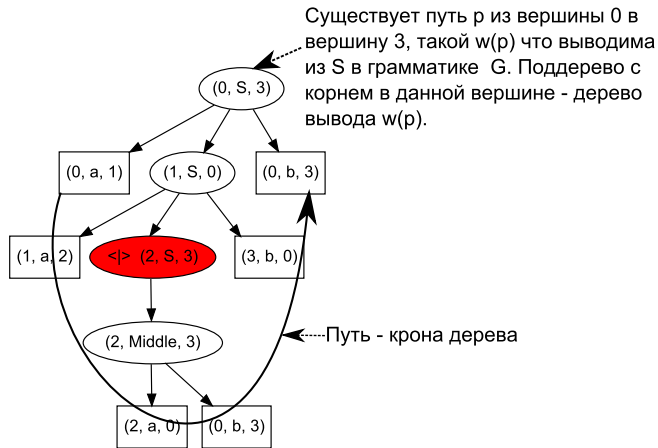 Существует путь p из вершины 0 в
вершину 3, такой w(p) что выводима
из S в грамматике G. Поддерево с
корнем в данной вершине - дерево
вывода w(p).
(0, S, 3)
(0, a, 1)
(1, S, 0)
(0, b, 3)
(1, a, 2)
<|> (2, S, 3)
(3, b, 0)
(2, Middle, 3)
Путь - крона дерева
(2, a, 0)
(0, b, 3)